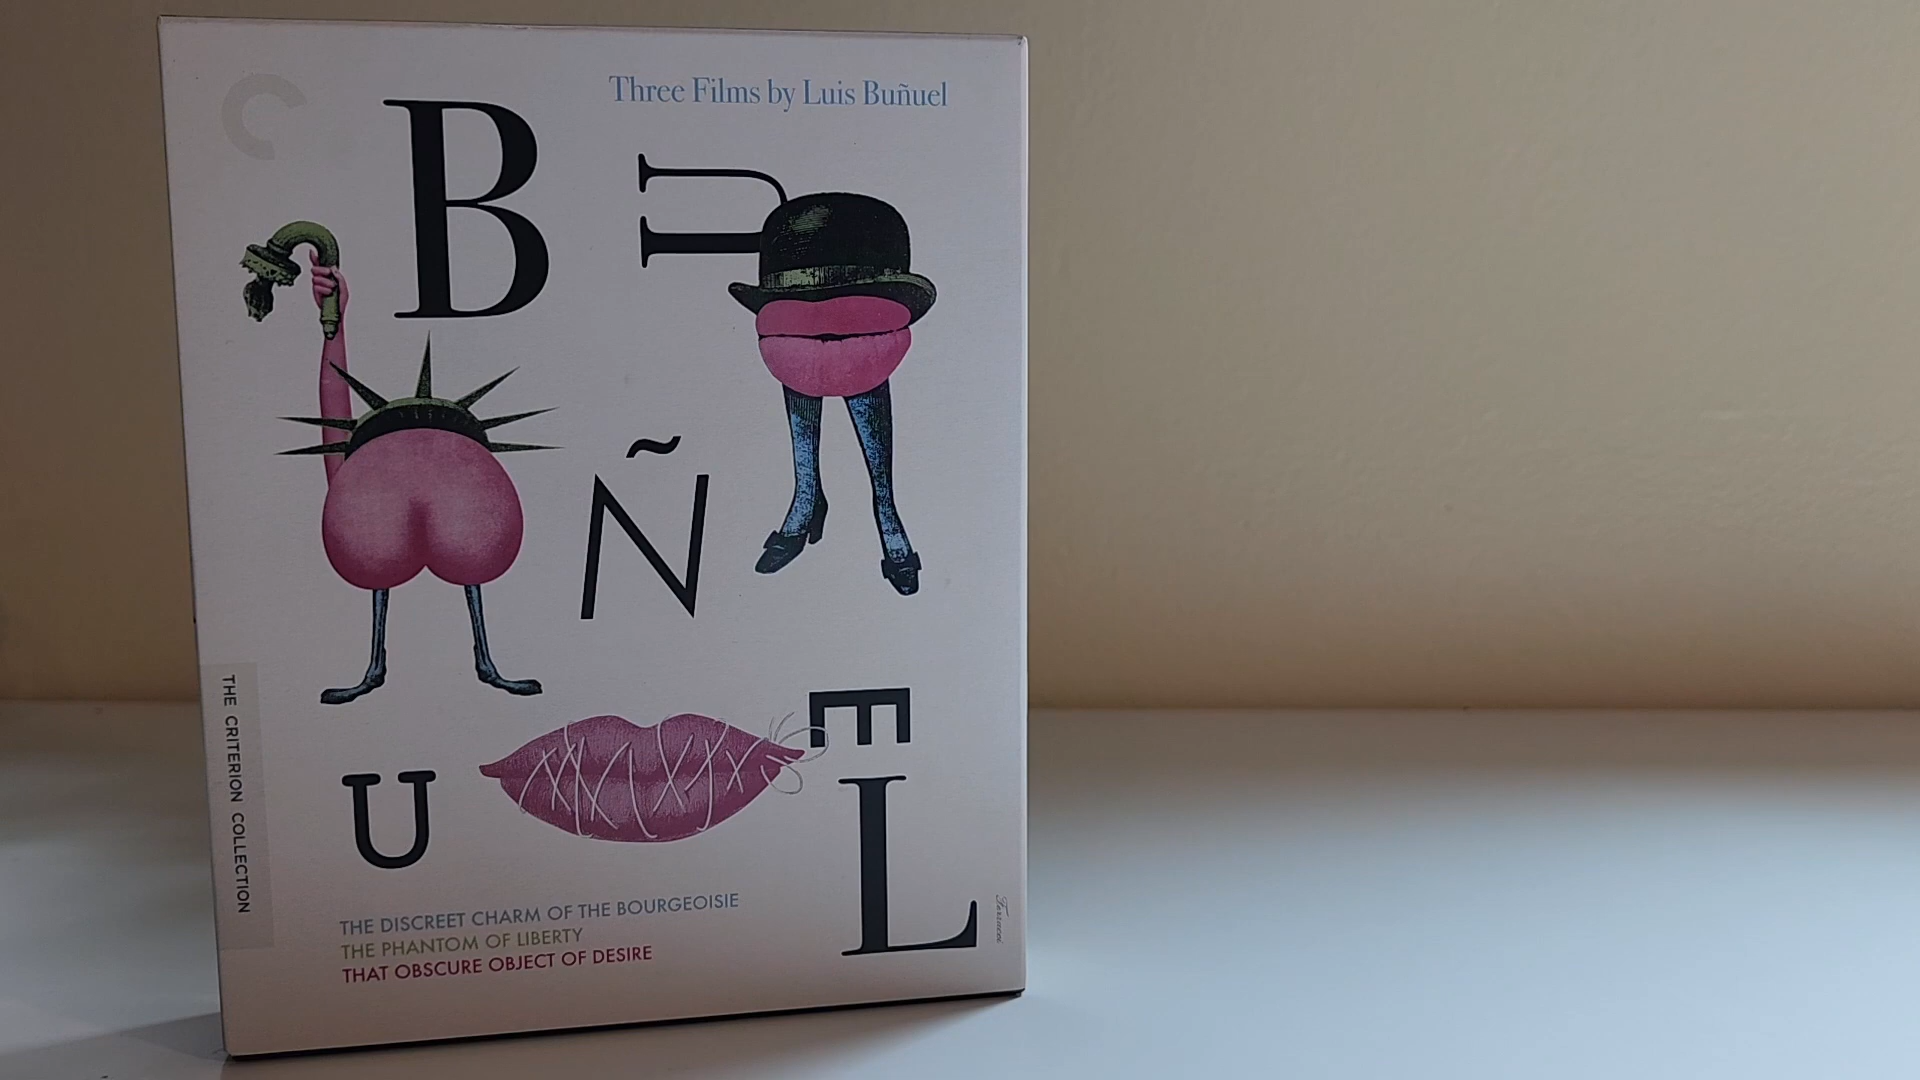 Three Films by Luis Buñuel
B U
Ñ
U E
L
THE CRITERION COLLECTION
THE DISCREET CHARM OF THE BOURGEOISIE
THE PHANTOM OF LIBERTY
THAT OBSCURE OBJECT OF DESIRE